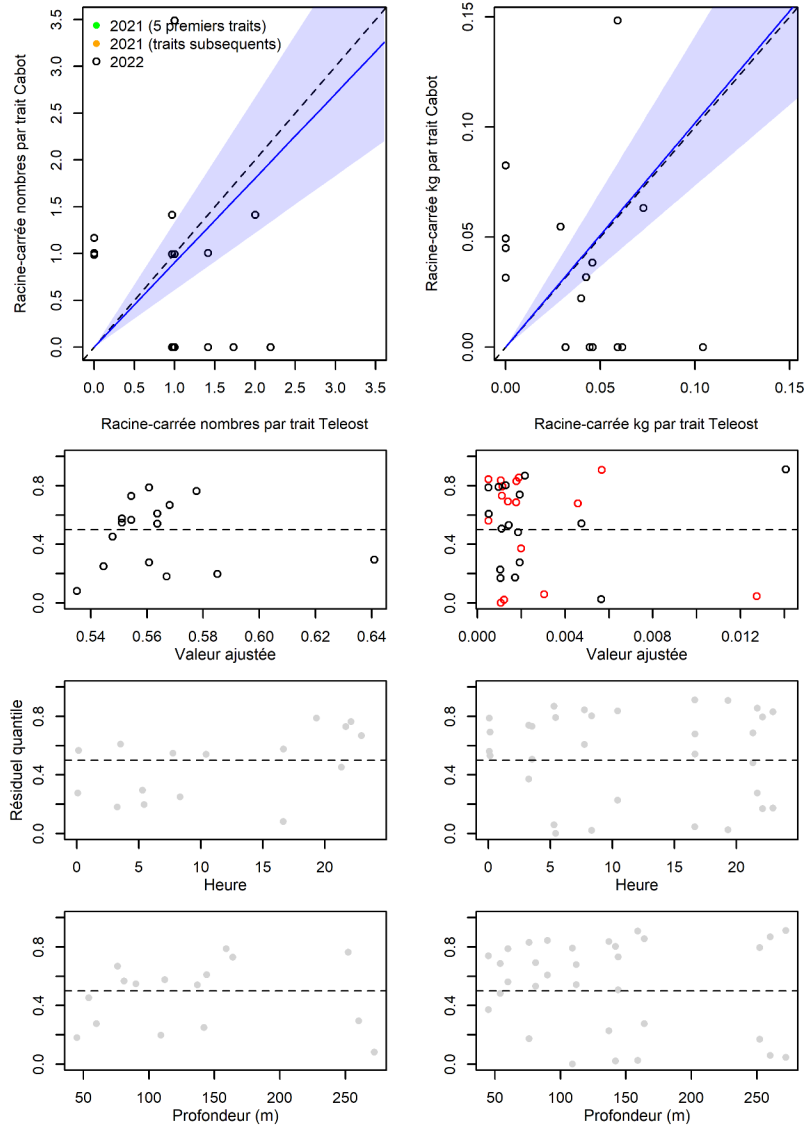 2021 (5 premiers traits)
2021 (traits subsequents)
2022
Racine-carrée nombres par trait Cabot
0.0 0.5 1.0 1.5 2.0 2.5 3.0 3.5
0.0 0.5 1.0 1.5 2.0 2.5 3.0 3.5
Racine-carrée nombres par trait Teleost
Racine-carrée kg par trait Cabot
0.00 0.05 0.10 0.15
0.00 0.05 0.10 0.15
Racine-carrée kg par trait Teleost
0.0 0.4 0.8
0.54 0.56 0.58 0.60 0.62 0.64
Valeur ajustée
0.0 0.4 0.8
0.000 0.004 0.008 0.012
Valeur ajustée
Résiduel quantile
0.0 0.4 0.8
0 5 10 15 20
Heure
0.0 0.4 0.8
0 5 10 15 20
Heure
0.0 0.4 0.8
50 100 150 200 250
Profondeur (m)
0.0 0.4 0.8
50 100 150 200 250
Profondeur (m)